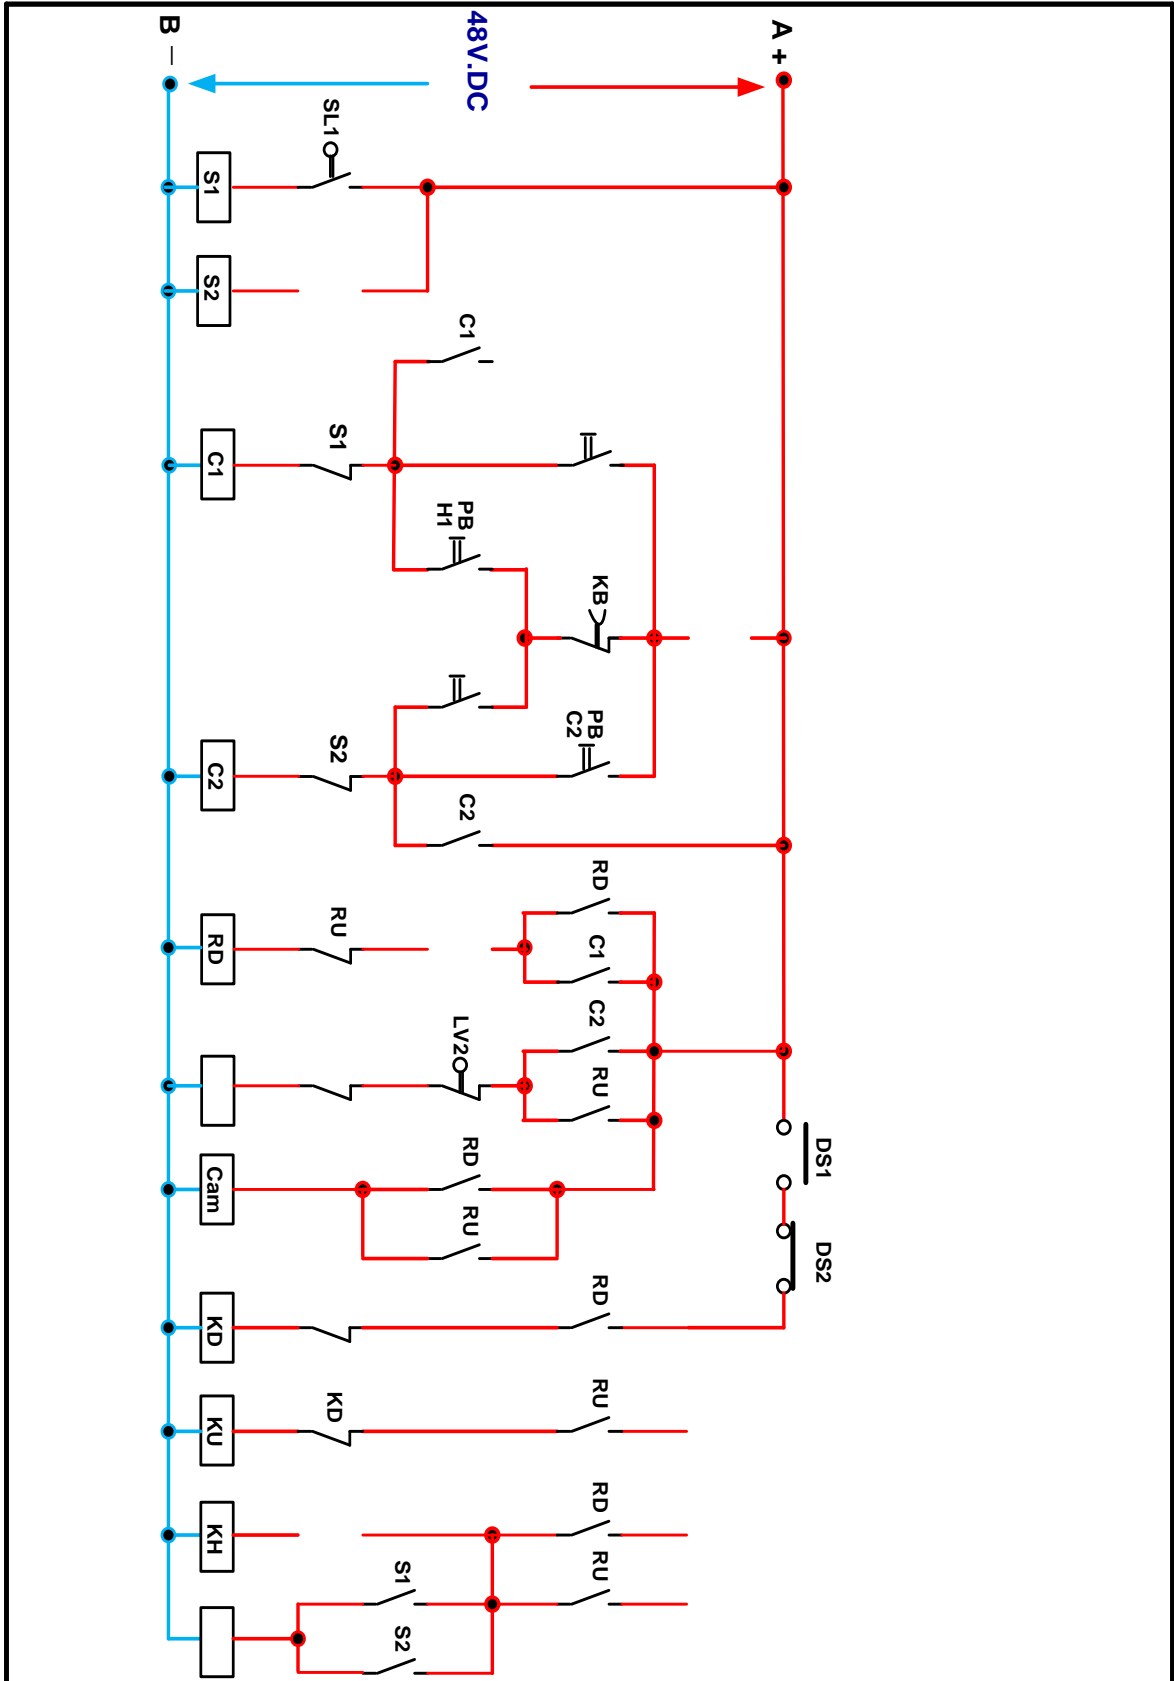 A +
48V.DC
B –
SL1
S1
S2
C1
S1
C1
PB
H1
KB
PB
C2
S2
C2
C2
RD
C1
RU
RD
C2
RU
LV2
DS1
RD
RU
Cam
DS2
RD
KD
RU
KD
KU
RD
KH
RU
S1
S2